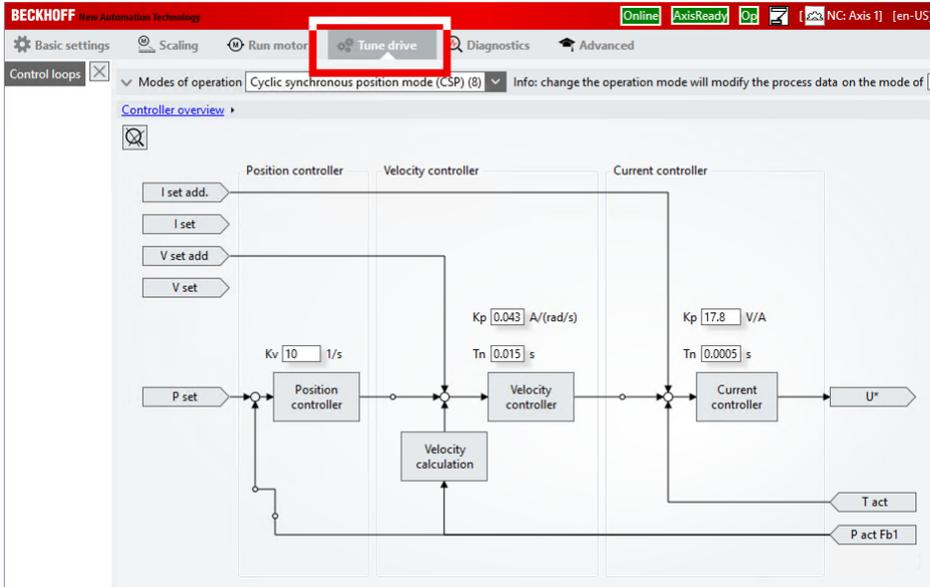 BECKHOFF New Automation Technology
Online AxisReady Op [ NC: Axis 1] [en-US]
Basic settings Scaling Run motor Tune drive Diagnostics Advanced
Control loops
Modes of operation Cyclic synchronous position mode (CSP) (8) Info: change the operation mode will modify the process data on the mode of
Controller overview
Position controller Velocity controller Current controller
I set add.
I set
V set add
V set
Kp 0.043 A/(rad/s) Kp 17.8 V/A
Kv 10 1/s Tn 0.015 s Tn 0.0005 s
P set Position controller Velocity controller Current controller U*
Velocity
calculation
T act
P act Fb1